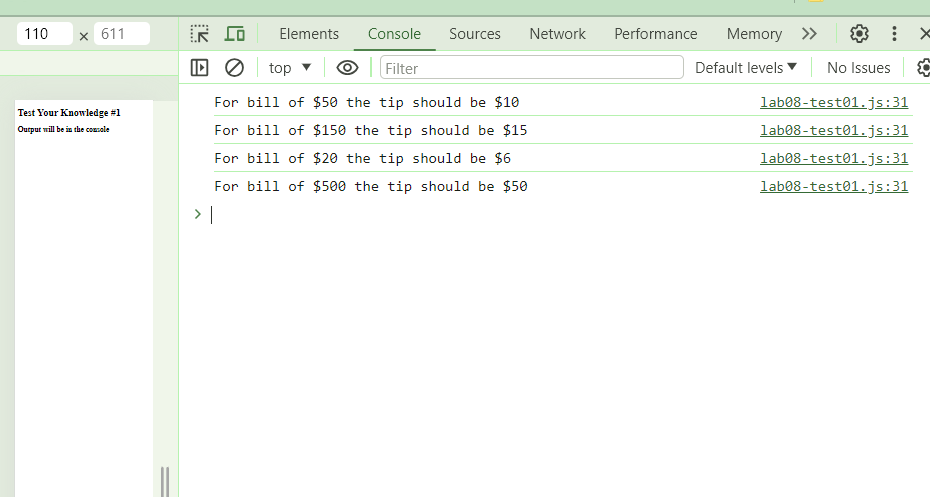 110 × 611
Elements Console Sources Network Performance Memory
top Filter Default levels No Issues
Test Your Knowledge #1
Output will be in the console
For bill of $50 the tip should be $10 lab08-test01.js:31
For bill of $150 the tip should be $15 lab08-test01.js:31
For bill of $20 the tip should be $6 lab08-test01.js:31
For bill of $500 the tip should be $50 lab08-test01.js:31